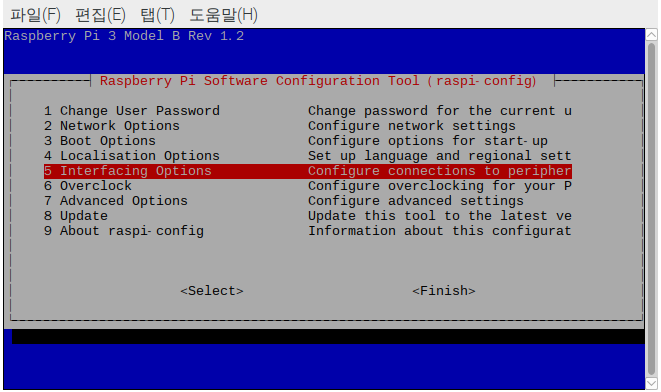 파일(F) 편집(E) 탭(T) 도움말(H)
Raspberry Pi 3 Model B Rev 1.2
Raspberry Pi Software Configuration Tool (raspi-config)
1 Change User Password Change password for the current u
2 Network Options Configure network settings
3 Boot Options Configure options for start-up
4 Localisation Options Set up language and regional sett
5 Interfacing Options Configure connections to peripher
6 Overclock Configure overclocking for your P
7 Advanced Options Configure advanced settings
8 Update Update this tool to the latest ve
9 About raspi-config Information about this configurat
<Select> <Finish>